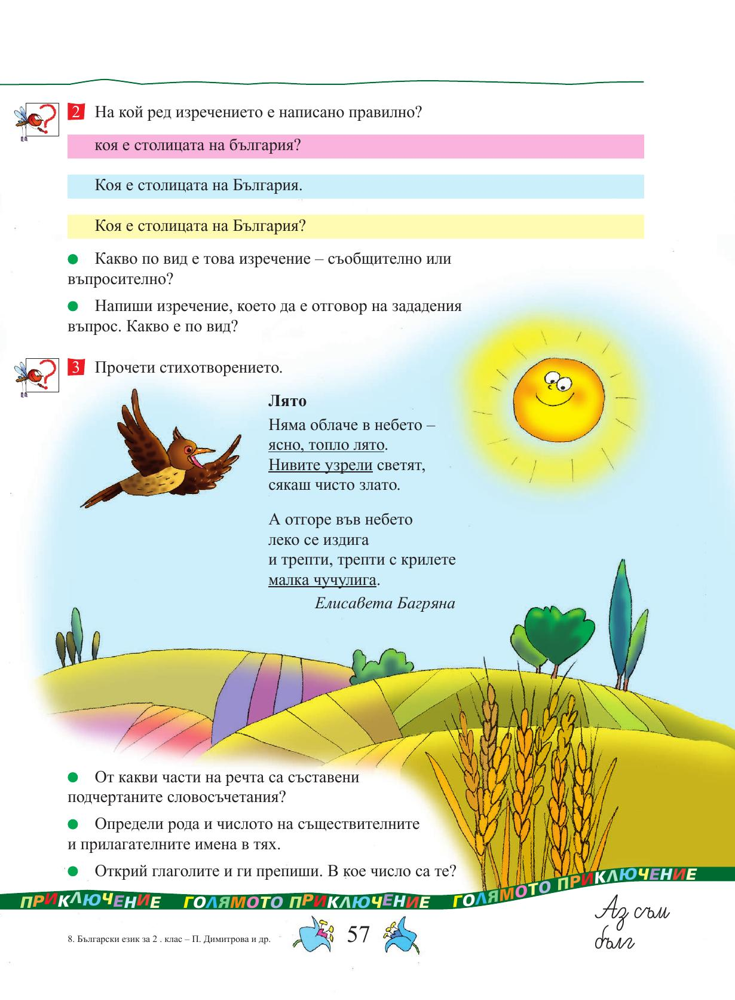 2 На кой ред изречението е написано правилно?
коя е столицата на българия?
Коя е столицата на България.
Коя е столицата на България?
Какво по вид е това изречение – съобщително или
въпросително?
Напиши изречение, което да е отговор на зададения
въпрос. Какво е по вид?
3 Прочети стихотворението.
Лято
Няма облаче в небето –
ясно, топло лято.
Нивите узрели светят,
сякаш чисто злато.
А отгоре във небето
леко се издига
и трепти, трепти с крилете
малка чучулига.
Елисавета Багряна
От какви части на речта са съставени
подчертаните словосъчетания?
Определи рода и числото на съществителните
и прилагателните имена в тях.
Открий глаголите и ги препиши. В кое число са те?
ПРИКЛЮЧЕНИЕ ГОЛЯМОТО ПРИКЛЮЧЕНИЕ ГОЛЯМОТО ПРИКЛЮЧЕНИЕ
Аз съм
бълг
8. Български език за 2 . клас – П. Димитрова и др.
57